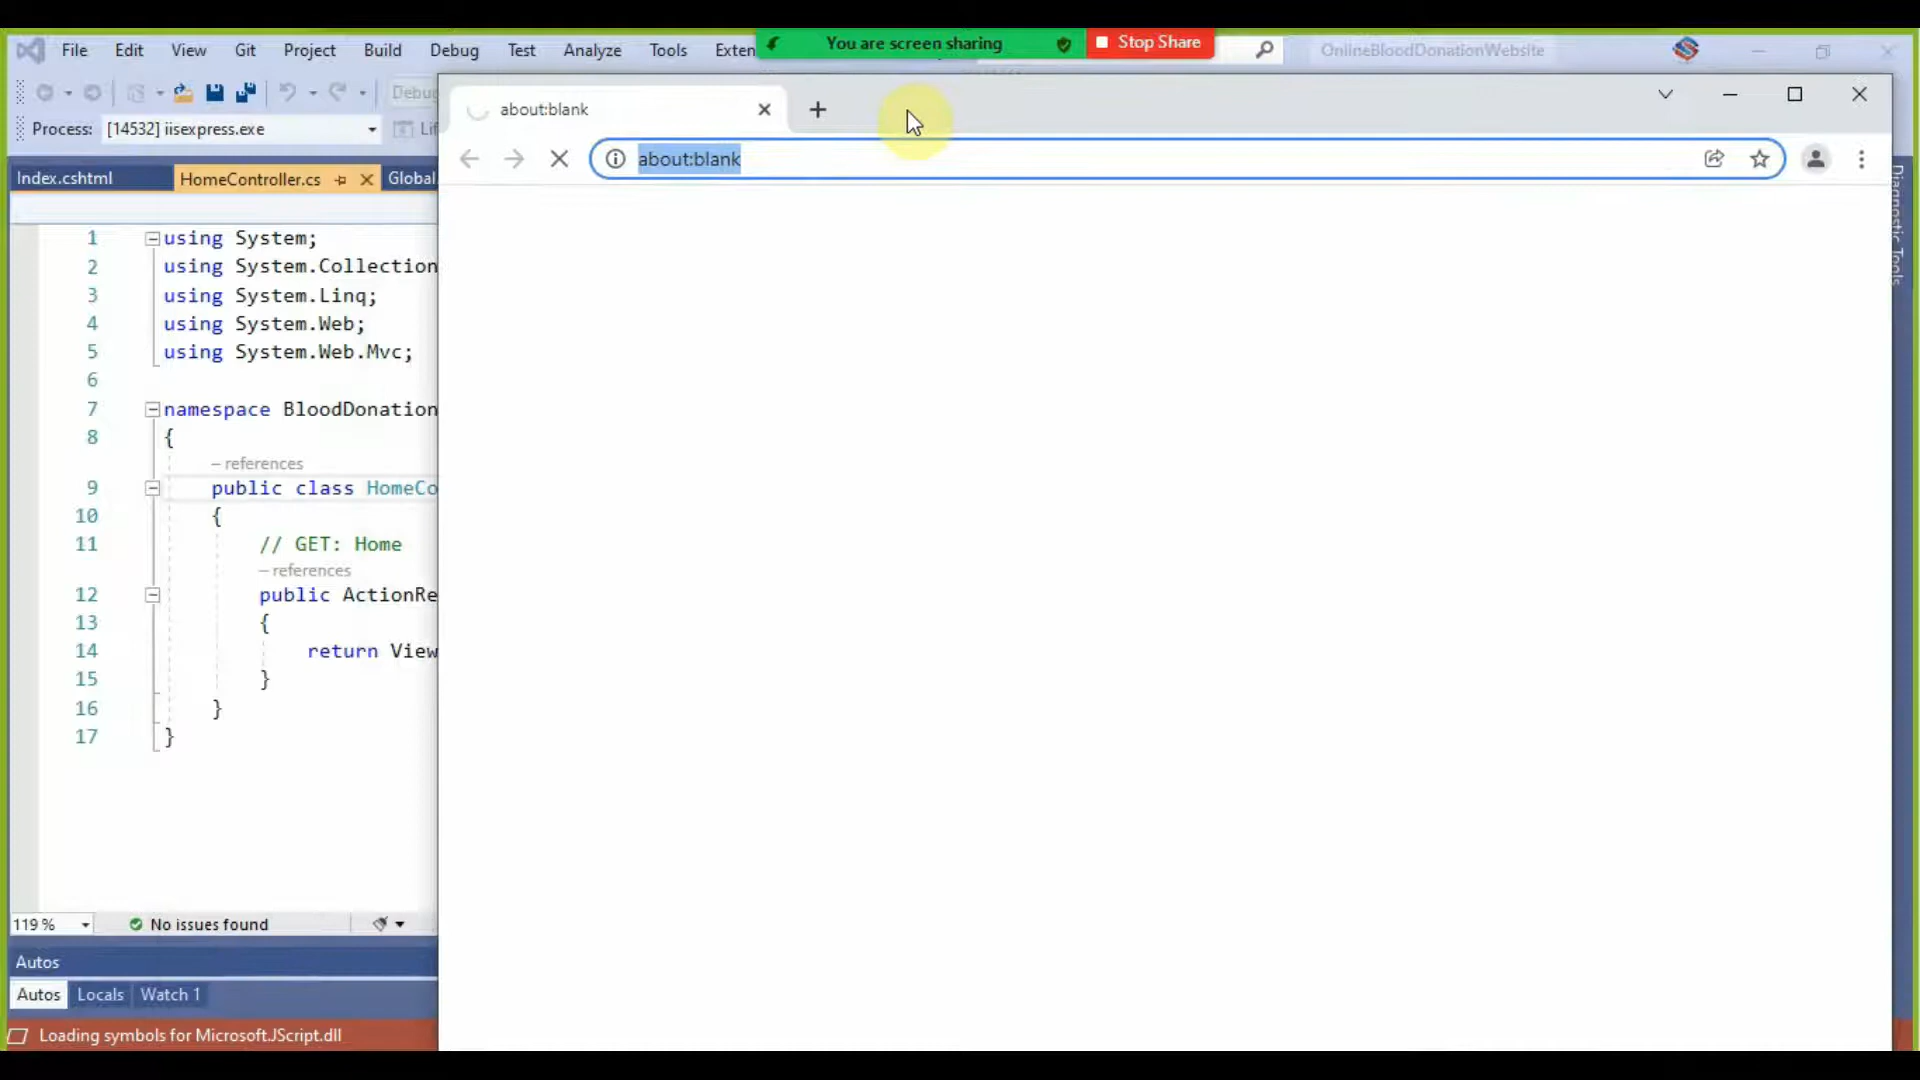 File Edit View Git Project Build Debug Test Analyze Tools Exten
You are screen sharing Stop Share
OnlineBloodDonationWebsite
Debug
Process: [14532] iisexpress.exe
about:blank
about:blank
Index.cshtml HomeController.cs Global
Diagnostic Tools
1 using System;
2 using System.Collection
3 using System.Linq;
4 using System.Web;
5 using System.Web.Mvc;
6
7 namespace BloodDonation
8 {
– references
9 public class HomeCo
10 {
11 // GET: Home
– references
12 public ActionRe
13 {
14 return View
15 }
16 }
17 }
119 % No issues found
Autos
Autos Locals Watch 1
Loading symbols for Microsoft.JScript.dll